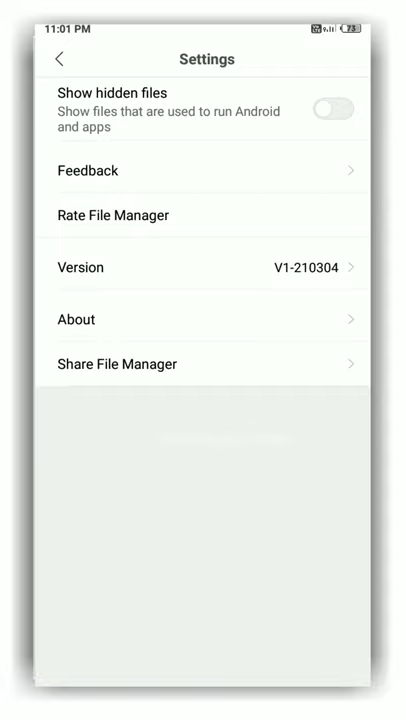 11:01 PM
73
Settings
Show hidden files
Show files that are used to run Android
and apps
Feedback
Rate File Manager
Version
V1-210304
About
Share File Manager